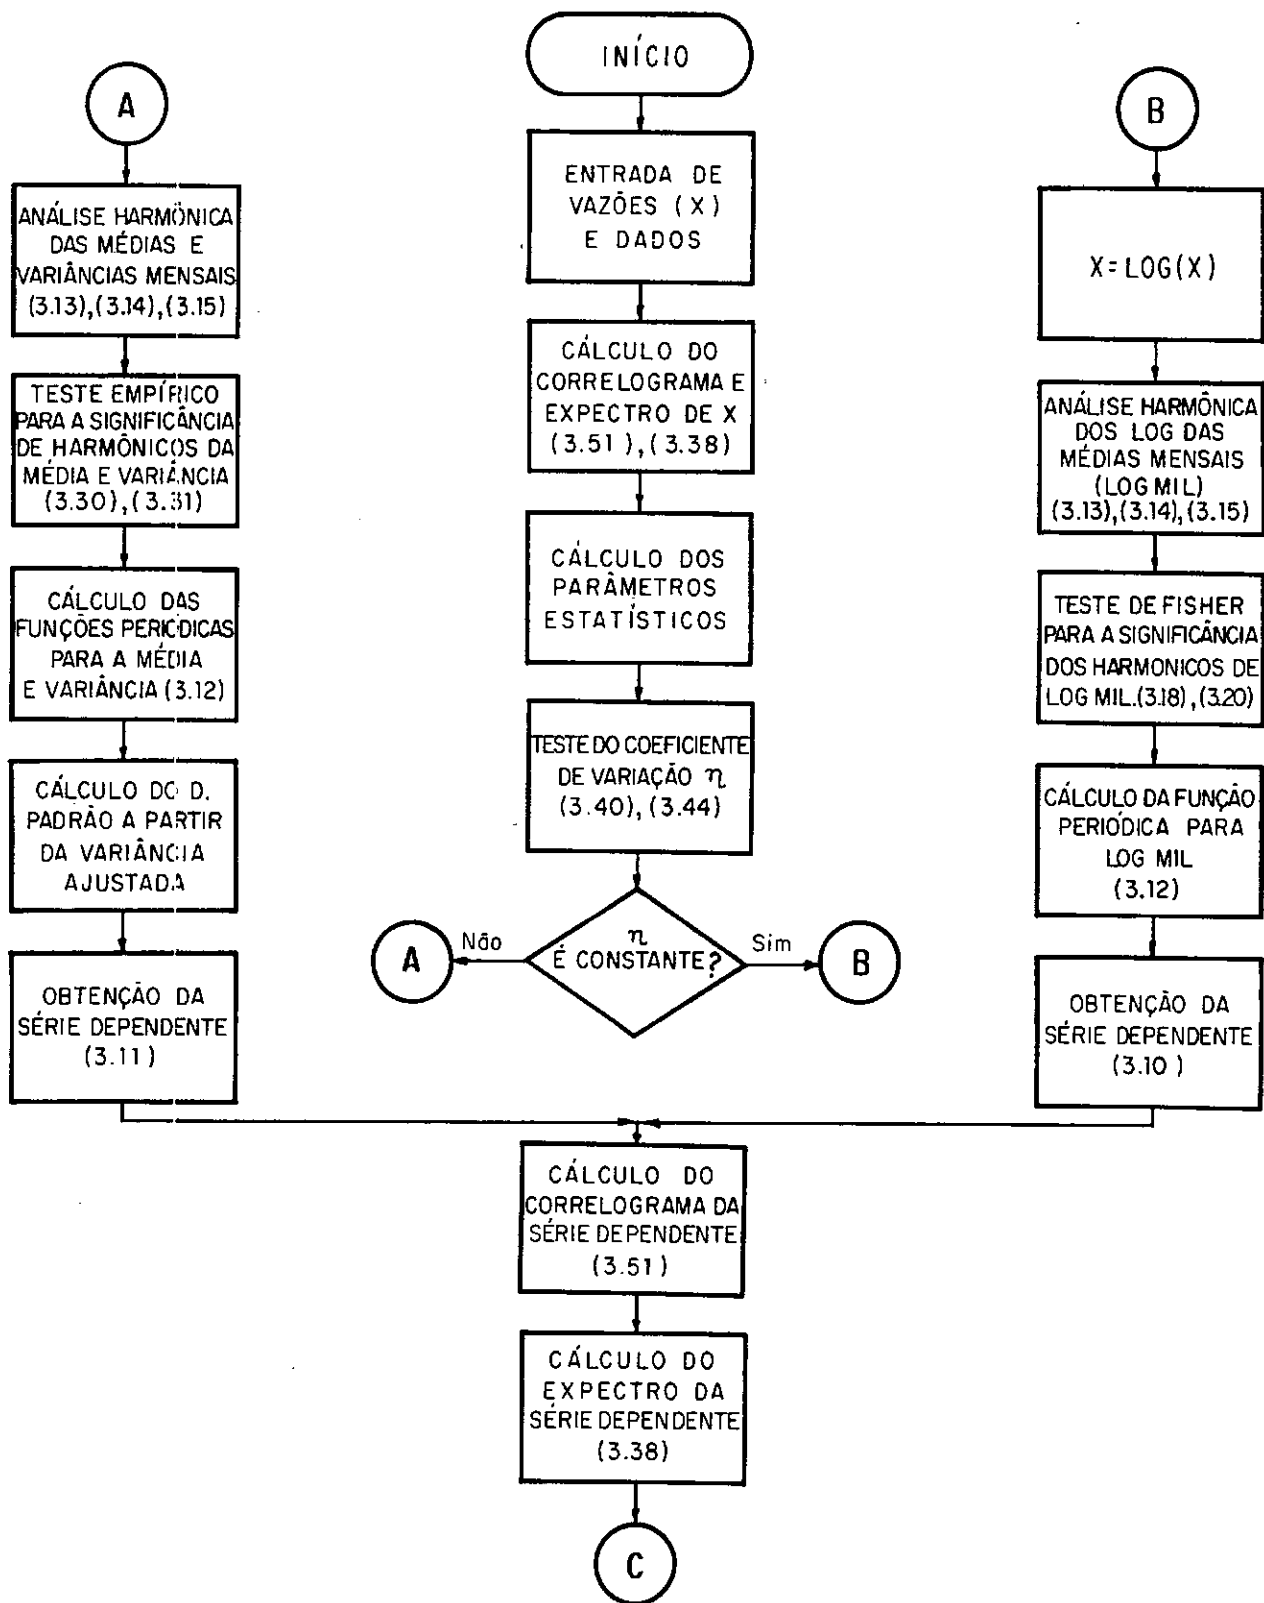 INÍCIO
ENTRADA DE
VAZÕES (X)
E DADOS
CÁLCULO DO
CORRELOGRAMA E
EXPECTRO DE X
(3.51), (3.38)
CÁLCULO DOS
PARÂMETROS
ESTATÍSTICOS
TESTE DO COEFICIENTE
DE VARIAÇÃO η
(3.40), (3.44)
η
É CONSTANTE?
Não
A
Sim
B
A
ANÁLISE HARMÔNICA
DAS MÉDIAS E
VARIÂNCIAS MENSAIS
(3.13), (3.14), (3.15)
TESTE EMPÍRICO
PARA A SIGNIFICÂNCIA
DE HARMÔNICOS DA
MÉDIA E VARIÂNCIA
(3.30), (3.31)
CÁLCULO DAS
FUNÇÕES PERIÓDICAS
PARA A MÉDIA
E VARIÂNCIA (3.12)
CÁLCULO DO D.
PADRÃO A PARTIR
DA VARIÂNCIA
AJUSTADA
OBTENÇÃO DA
SÉRIE DEPENDENTE
(3.11)
B
X=LOG(X)
ANÁLISE HARMÔNICA
DOS LOG DAS
MÉDIAS MENSAIS
(LOG MIL)
(3.13), (3.14), (3.15)
TESTE DE FISHER
PARA A SIGNIFICÂNCIA
DOS HARMONICOS DE
LOG MIL.(3.18), (3.20)
CÁLCULO DA FUNÇÃO
PERIÓDICA PARA
LOG MIL
(3.12)
OBTENÇÃO DA
SÉRIE DEPENDENTE
(3.10)
CÁLCULO DO
CORRELOGRAMA DA
SÉRIE DEPENDENTE
(3.51)
CÁLCULO DO
EXPECTRO DA
SÉRIE DEPENDENTE
(3.38)
C